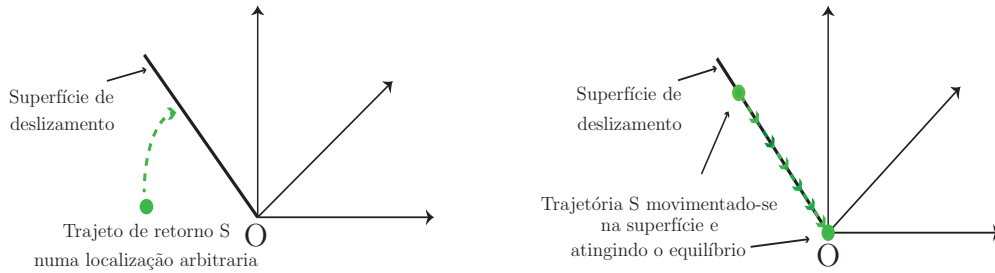 Superfície de
deslizamento
Trajeto de retorno S
numa localização arbitraria
O
Superfície de
deslizamento
Trajetória S movimentado-se
na superfície e
atingindo o equilíbrio
O